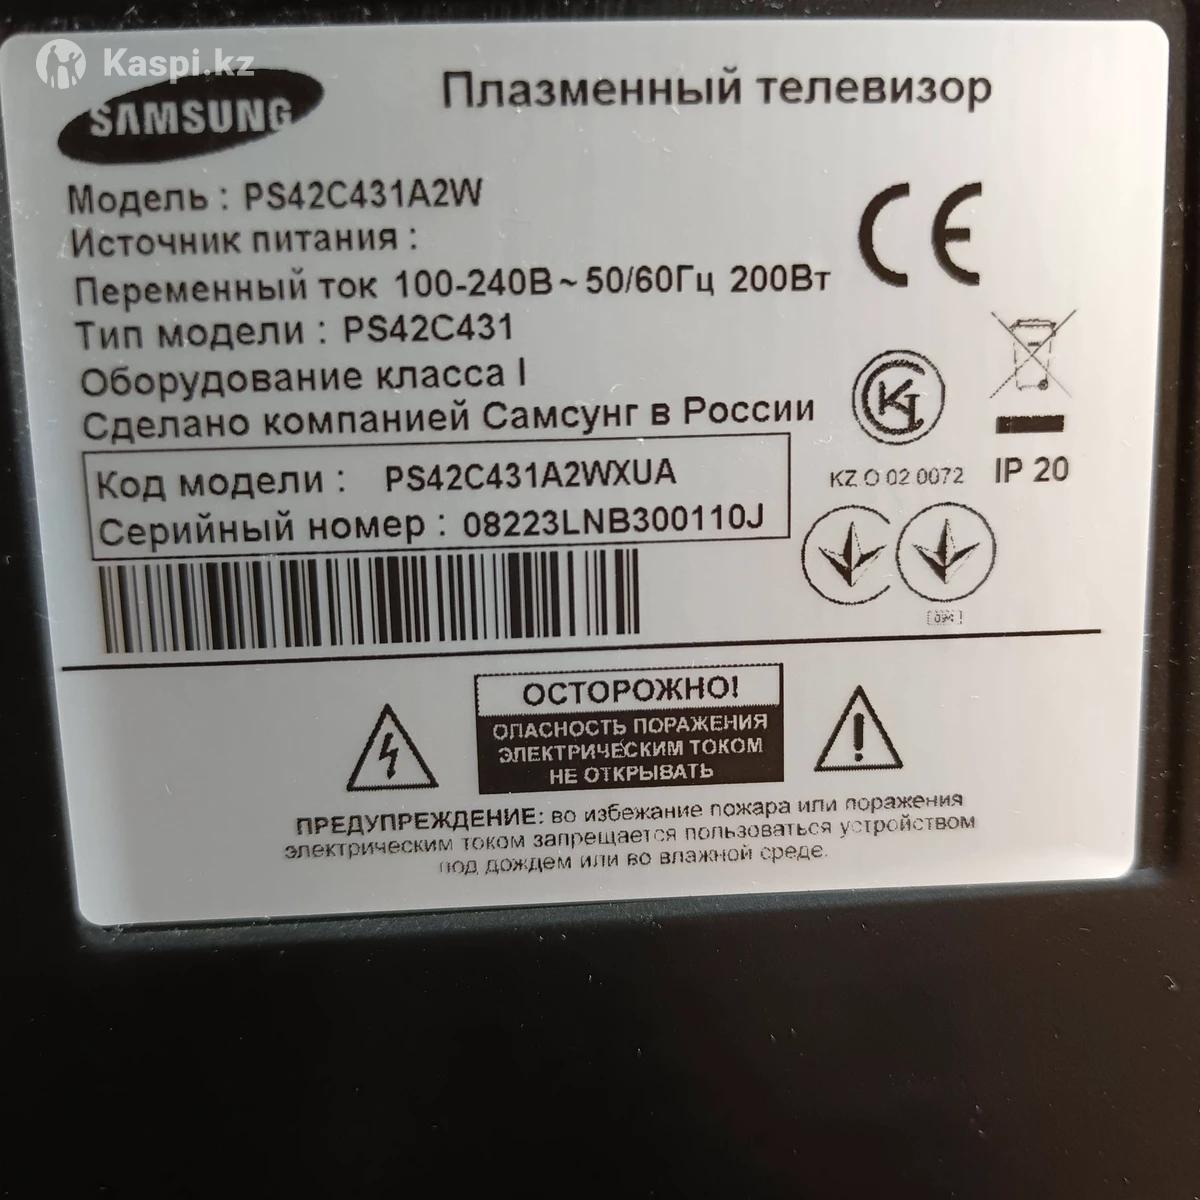 Kaspi.kz
SAMSUNG
Плазменный телевизор
Модель : PS42C431A2W
Источник питания :
Переменный ток 100-240В ~ 50/60Гц 200Вт
Тип модели : PS42C431
Оборудование класса I
Сделано компанией Самсунг в России
Код модели : PS42C431A2WXUA
Серийный номер : 08223LNB300110J
CE
KZ O 02 0072
IP 20
094
ОСТОРОЖНО!
ОПАСНОСТЬ ПОРАЖЕНИЯ
ЭЛЕКТРИЧЕСКИМ ТОКОМ
НЕ ОТКРЫВАТЬ
ПРЕДУПРЕЖДЕНИЕ: во избежание пожара или поражения
электрическим током запрещается пользоваться устройством
под дождем или во влажной среде.